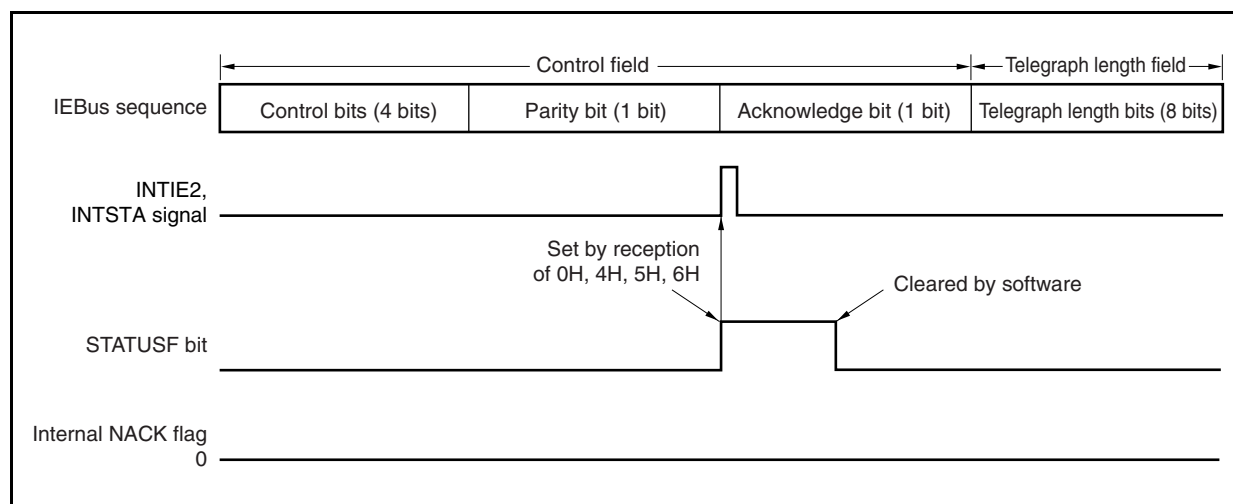 Control field
Telegraph length field
IEBus sequence
Control bits (4 bits)
Parity bit (1 bit)
Acknowledge bit (1 bit)
Telegraph length bits (8 bits)
INTIE2,
INTSTA signal
Set by reception
of 0H, 4H, 5H, 6H
Cleared by software
STATUSF bit
Internal NACK flag
0